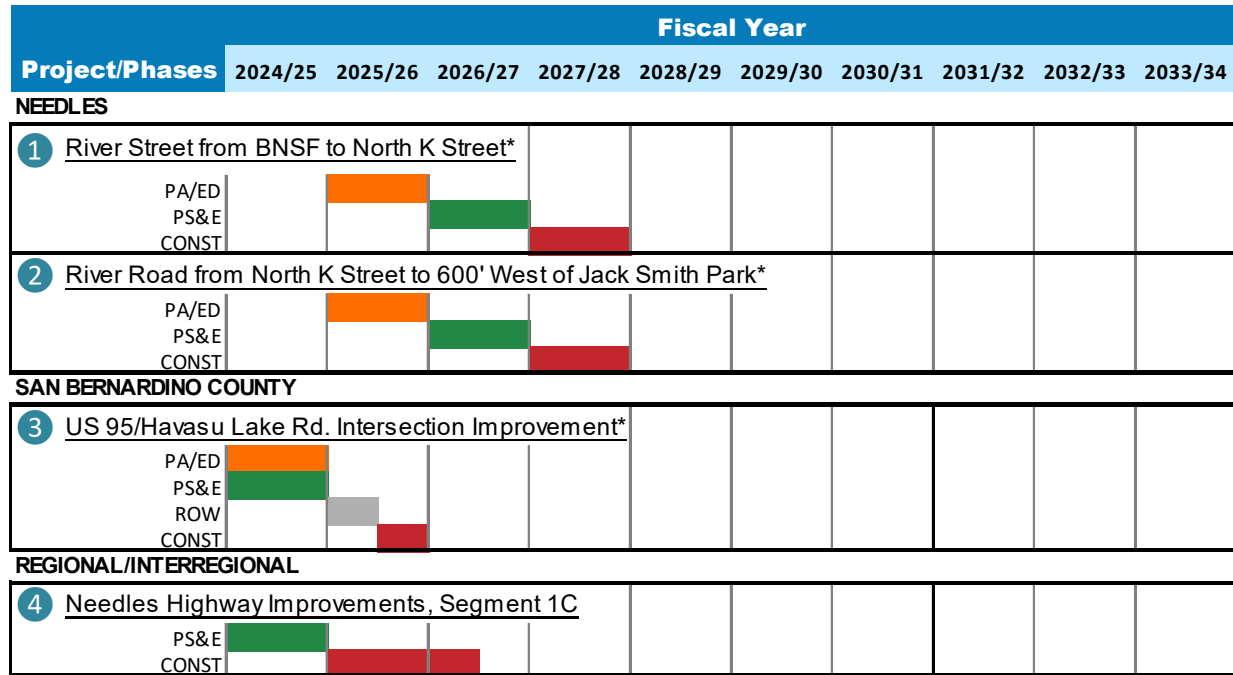 Fiscal Year
Project/Phases 2024/25 2025/26 2026/27 2027/28 2028/29 2029/30 2030/31 2031/32 2032/33 2033/34
NEEDLES
1 River Street from BNSF to North K Street*
PA/ED
PS&E
CONST
2 River Road from North K Street to 600' West of Jack Smith Park*
PA/ED
PS&E
CONST
SAN BERNARDINO COUNTY
3 US 95/Havasu Lake Rd. Intersection Improvement*
PA/ED
PS&E
ROW
CONST
REGIONAL/INTERREGIONAL
4 Needles Highway Improvements, Segment 1C
PS&E
CONST